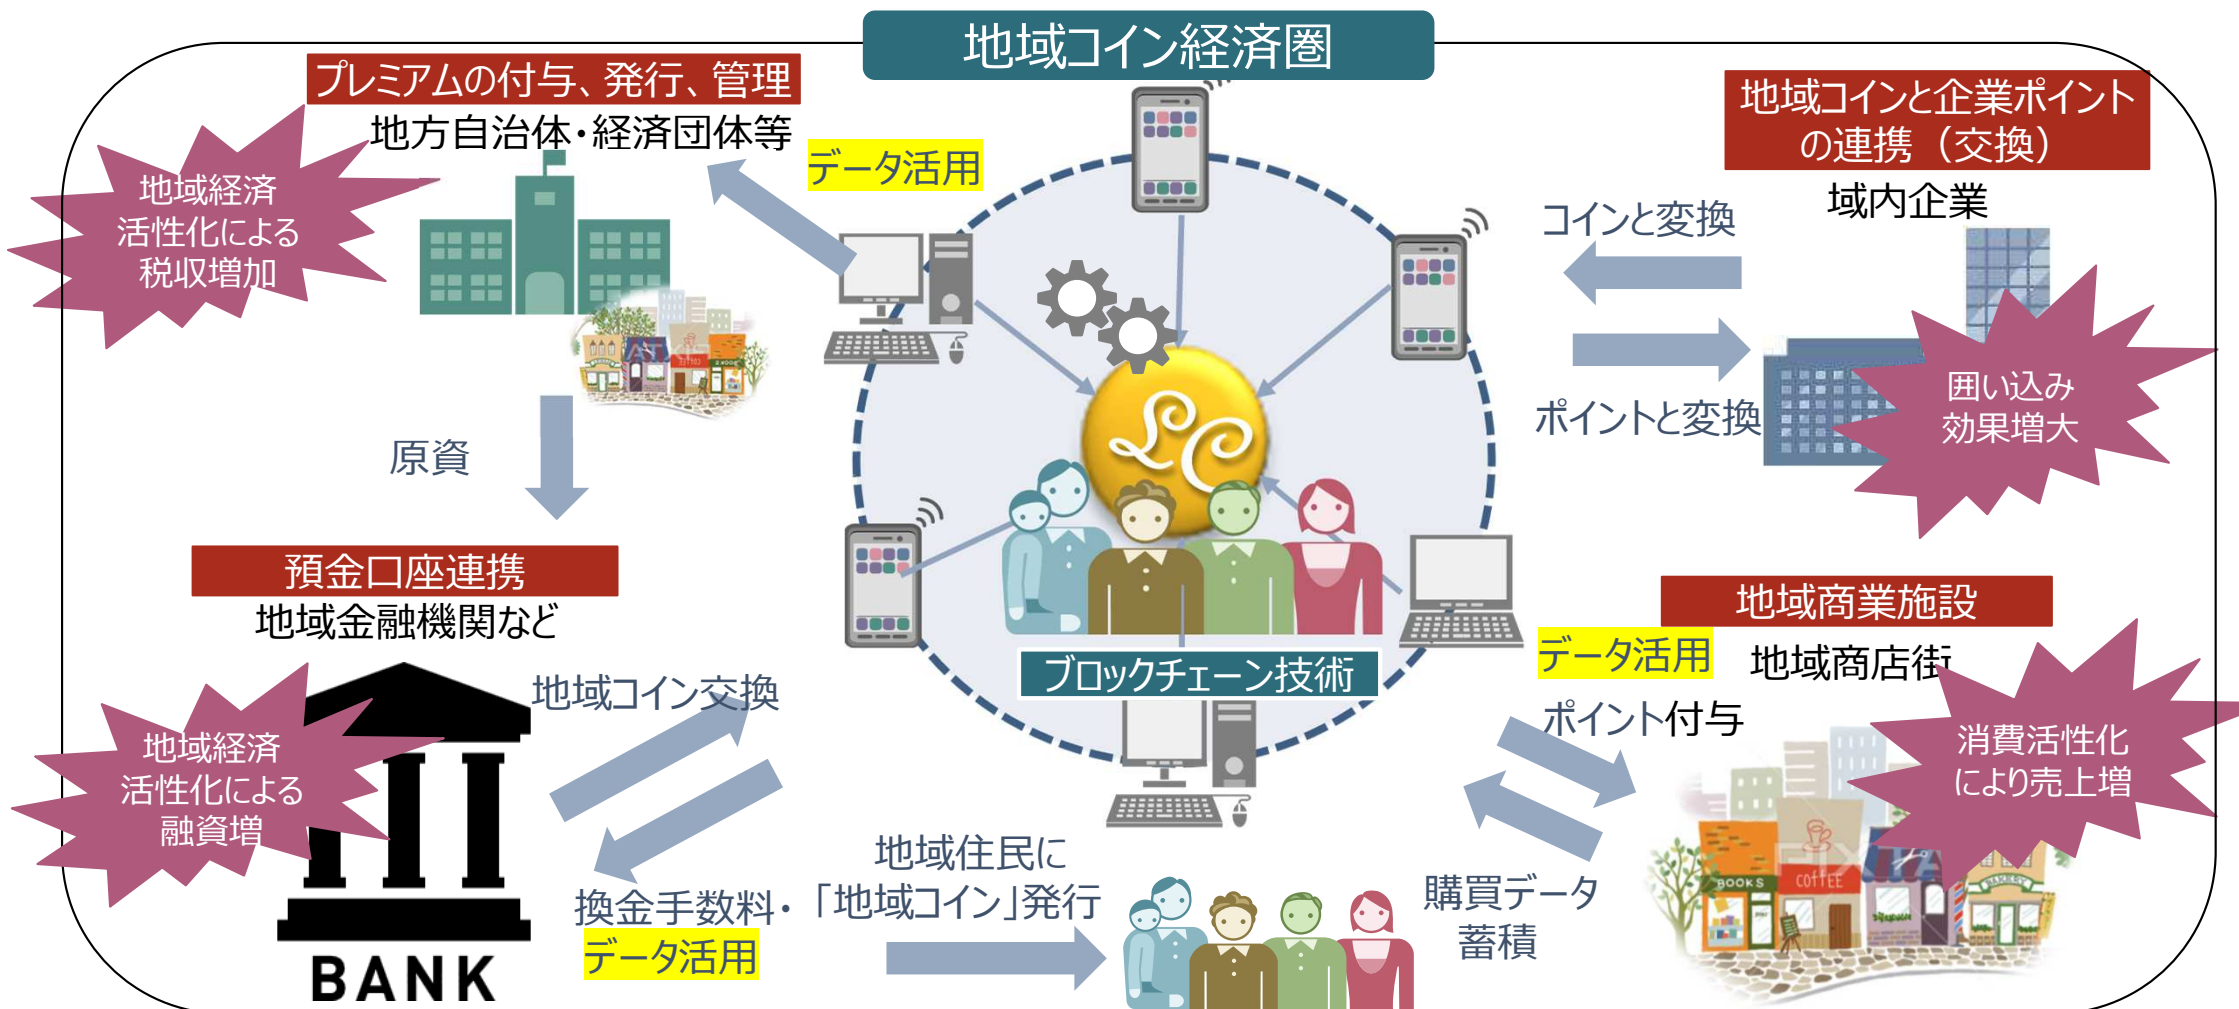 地域コイン経済圏
プレミアムの付与、発行、管理
地方自治体・経済団体等
地域経済
活性化による
税収増加
データ活用
地域コインと企業ポイント
の連携（交換）
域内企業
コインと変換
ポイントと変換
囲い込み
効果増大
原資
LC
預金口座連携
地域金融機関など
地域経済
活性化による
融資増
BANK
地域コイン交換
換金手数料・
データ活用
ブロックチェーン技術
地域住民に
「地域コイン」発行
地域商業施設
地域商店街
データ活用
ポイント付与
購買データ
蓄積
消費活性化
により売上増
BOOKS
COFFEE
BAKERY